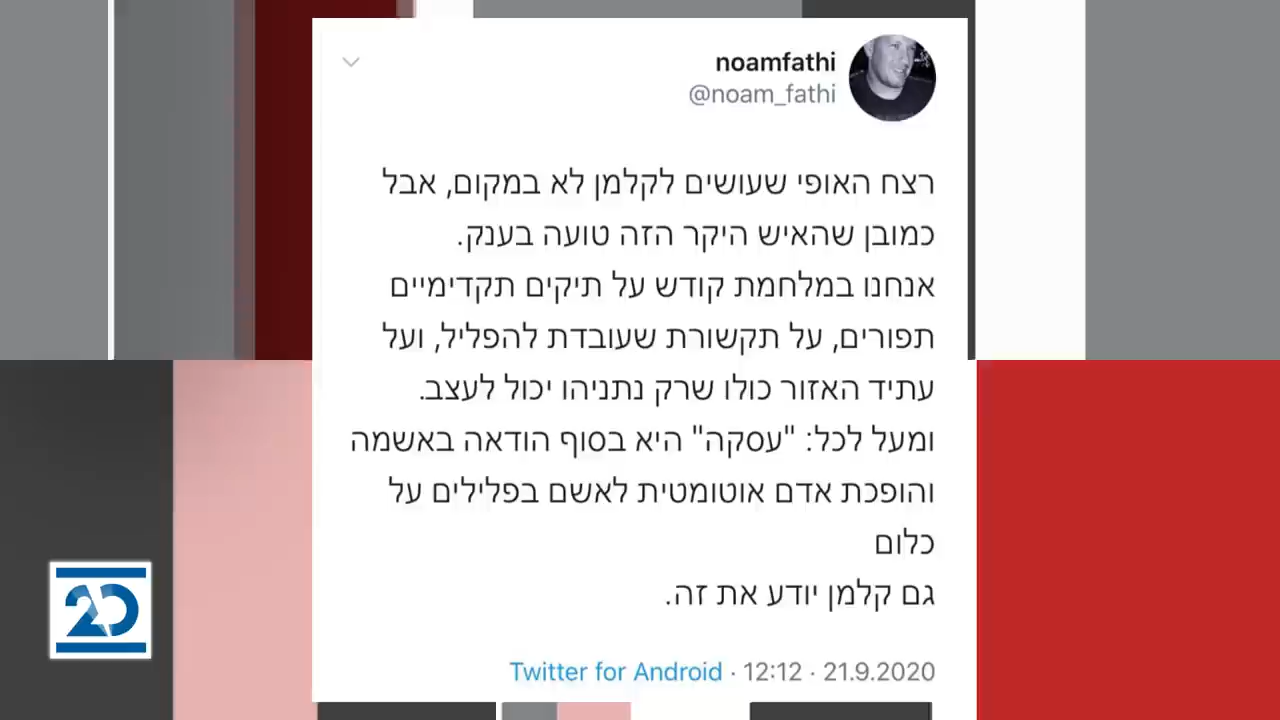 noamfathi
@noam_fathi
רצח האופי שעושים לקלמן לא במקום, אבל
כמובן שהאיש היקר הזה טועה בענק.
אנחנו במלחמת קודש על תיקים תקדימיים
תפורים, על תקשורת שעובדת להפליל, ועל
עתיד האזור כולו שרק נתניהו יכול לעצב.
ומעל לכל: "עסקה" היא בסוף הודאה באשמה
והופכת אדם אוטומטית לאשם בפלילים על
כלום
גם קלמן יודע את זה.
Twitter for Android · 12:12 · 21.9.2020
20